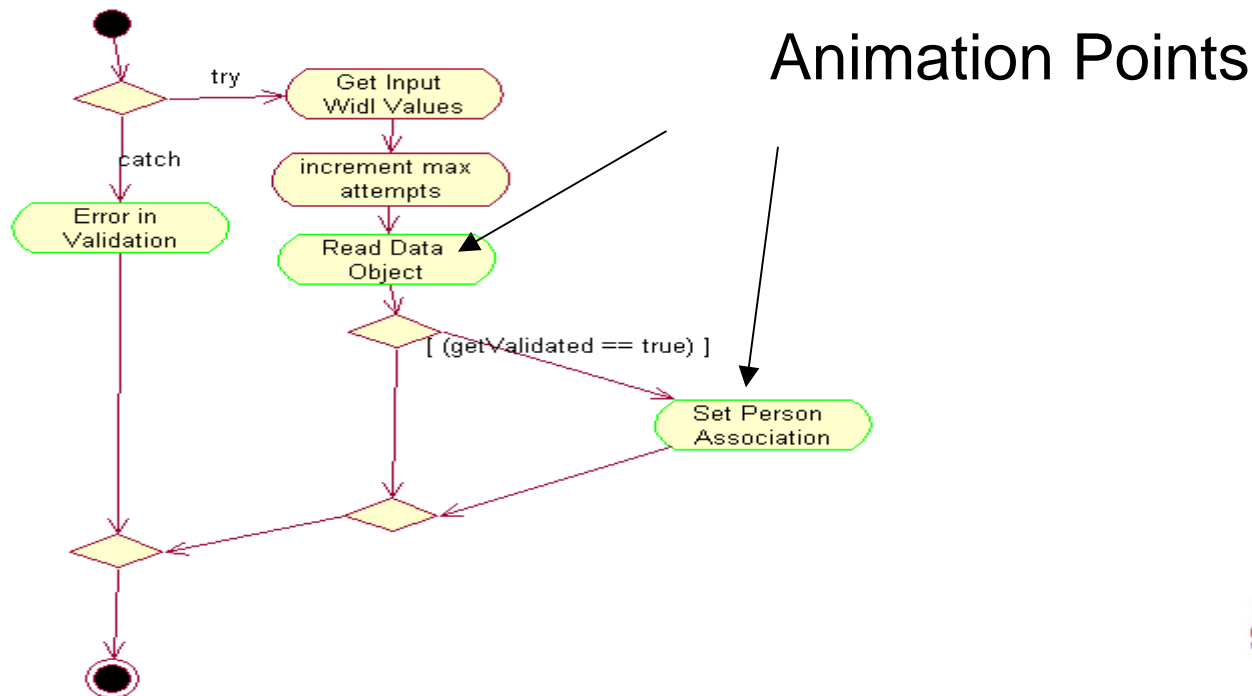 Animation Points
try
Get Input
Widl Values
catch
increment max
attempts
Error in
Validation
Read Data
Object
[ (getValidated == true) ]
Set Person
Association